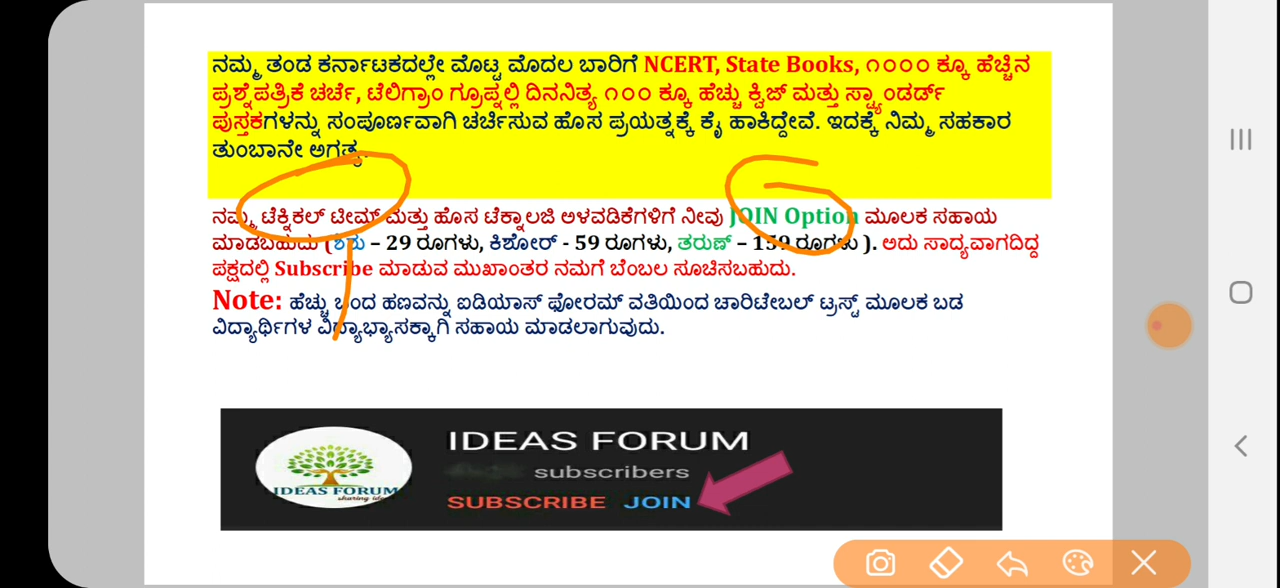 ನಮ್ಮ ತಂಡ ಕರ್ನಾಟಕದಲ್ಲೇ ಮೊಟ್ಟ ಮೊದಲ ಬಾರಿಗೆ NCERT, State Books, ೧೦೦೦ ಕ್ಕೂ ಹೆಚ್ಚಿನ
ಪ್ರಶ್ನೆಪತ್ರಿಕೆ ಚರ್ಚೆ, ಟೆಲಿಗ್ರಾಂ ಗ್ರೂಪ್ನಲ್ಲಿ ದಿನನಿತ್ಯ ೧೦೦ ಕ್ಕೂ ಹೆಚ್ಚು ಕ್ವಿಜ್ ಮತ್ತು ಸ್ಟ್ಯಾಂಡರ್ಡ್
ಪುಸ್ತಕಗಳನ್ನು ಸಂಪೂರ್ಣವಾಗಿ ಚರ್ಚಿಸುವ ಹೊಸ ಪ್ರಯತ್ನಕ್ಕೆ ಕೈ ಹಾಕಿದ್ದೇವೆ. ಇದಕ್ಕೆ ನಿಮ್ಮ ಸಹಕಾರ
ತುಂಬಾನೇ ಅಗತ್ಯ.
ನಮ್ಮ ಟೆಕ್ನಿಕಲ್ ಟೀಮ್ ಮತ್ತು ಹೊಸ ಟೆಕ್ನಾಲಜಿ ಅಳವಡಿಕೆಗಳಿಗೆ ನೀವು JOIN Option ಮೂಲಕ ಸಹಾಯ
ಮಾಡಬಹುದು (ಶಿಶು – 29 ರೂಗಳು, ಕಿಶೋರ್ - 59 ರೂಗಳು, ತರುಣ್ – 159 ರೂಗಳು ). ಅದು ಸಾದ್ಯವಾಗದಿದ್ದ
ಪಕ್ಷದಲ್ಲಿ Subscribe ಮಾಡುವ ಮುಖಾಂತರ ನಮಗೆ ಬೆಂಬಲ ಸೂಚಿಸಬಹುದು.
Note: ಹೆಚ್ಚು ಬಂದ ಹಣವನ್ನು ಐಡಿಯಾಸ್ ಫೋರಮ್ ವತಿಯಿಂದ ಚಾರಿಟೇಬಲ್ ಟ್ರಸ್ಟ್ ಮೂಲಕ ಬಡ
ವಿದ್ಯಾರ್ಥಿಗಳ ವಿದ್ಯಾಭ್ಯಾಸಕ್ಕಾಗಿ ಸಹಾಯ ಮಾಡಲಾಗುವುದು.
IDEAS FORUM
subscribers
SUBSCRIBE JOIN
IDEAS FORUM